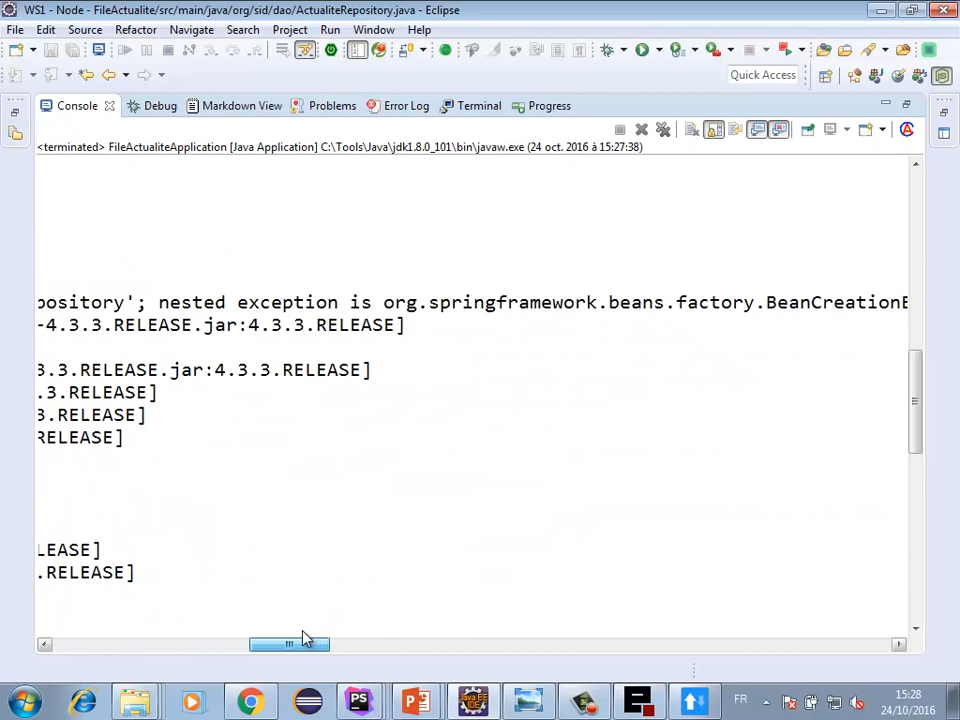 WS1 - Node - FileActualite/src/main/java/org/sid/dao/ActualiteRepository.java - Eclipse
File Edit Source Refactor Navigate Search Project Run Window Help
Quick Access
Console Debug Markdown View Problems Error Log Terminal Progress
<terminated> FileActualiteApplication [Java Application] C:\Tools\Java\jdk1.8.0_101\bin\javaw.exe (24 oct. 2016 à 15:27:38)
pository'; nested exception is org.springframework.beans.factory.BeanCreationE
-4.3.3.RELEASE.jar:4.3.3.RELEASE]
3.3.RELEASE.jar:4.3.3.RELEASE]
.3.RELEASE]
3.RELEASE]
RELEASE]
LEASE]
.RELEASE]
PS
Java EE
IDE
FR
15:28
24/10/2016